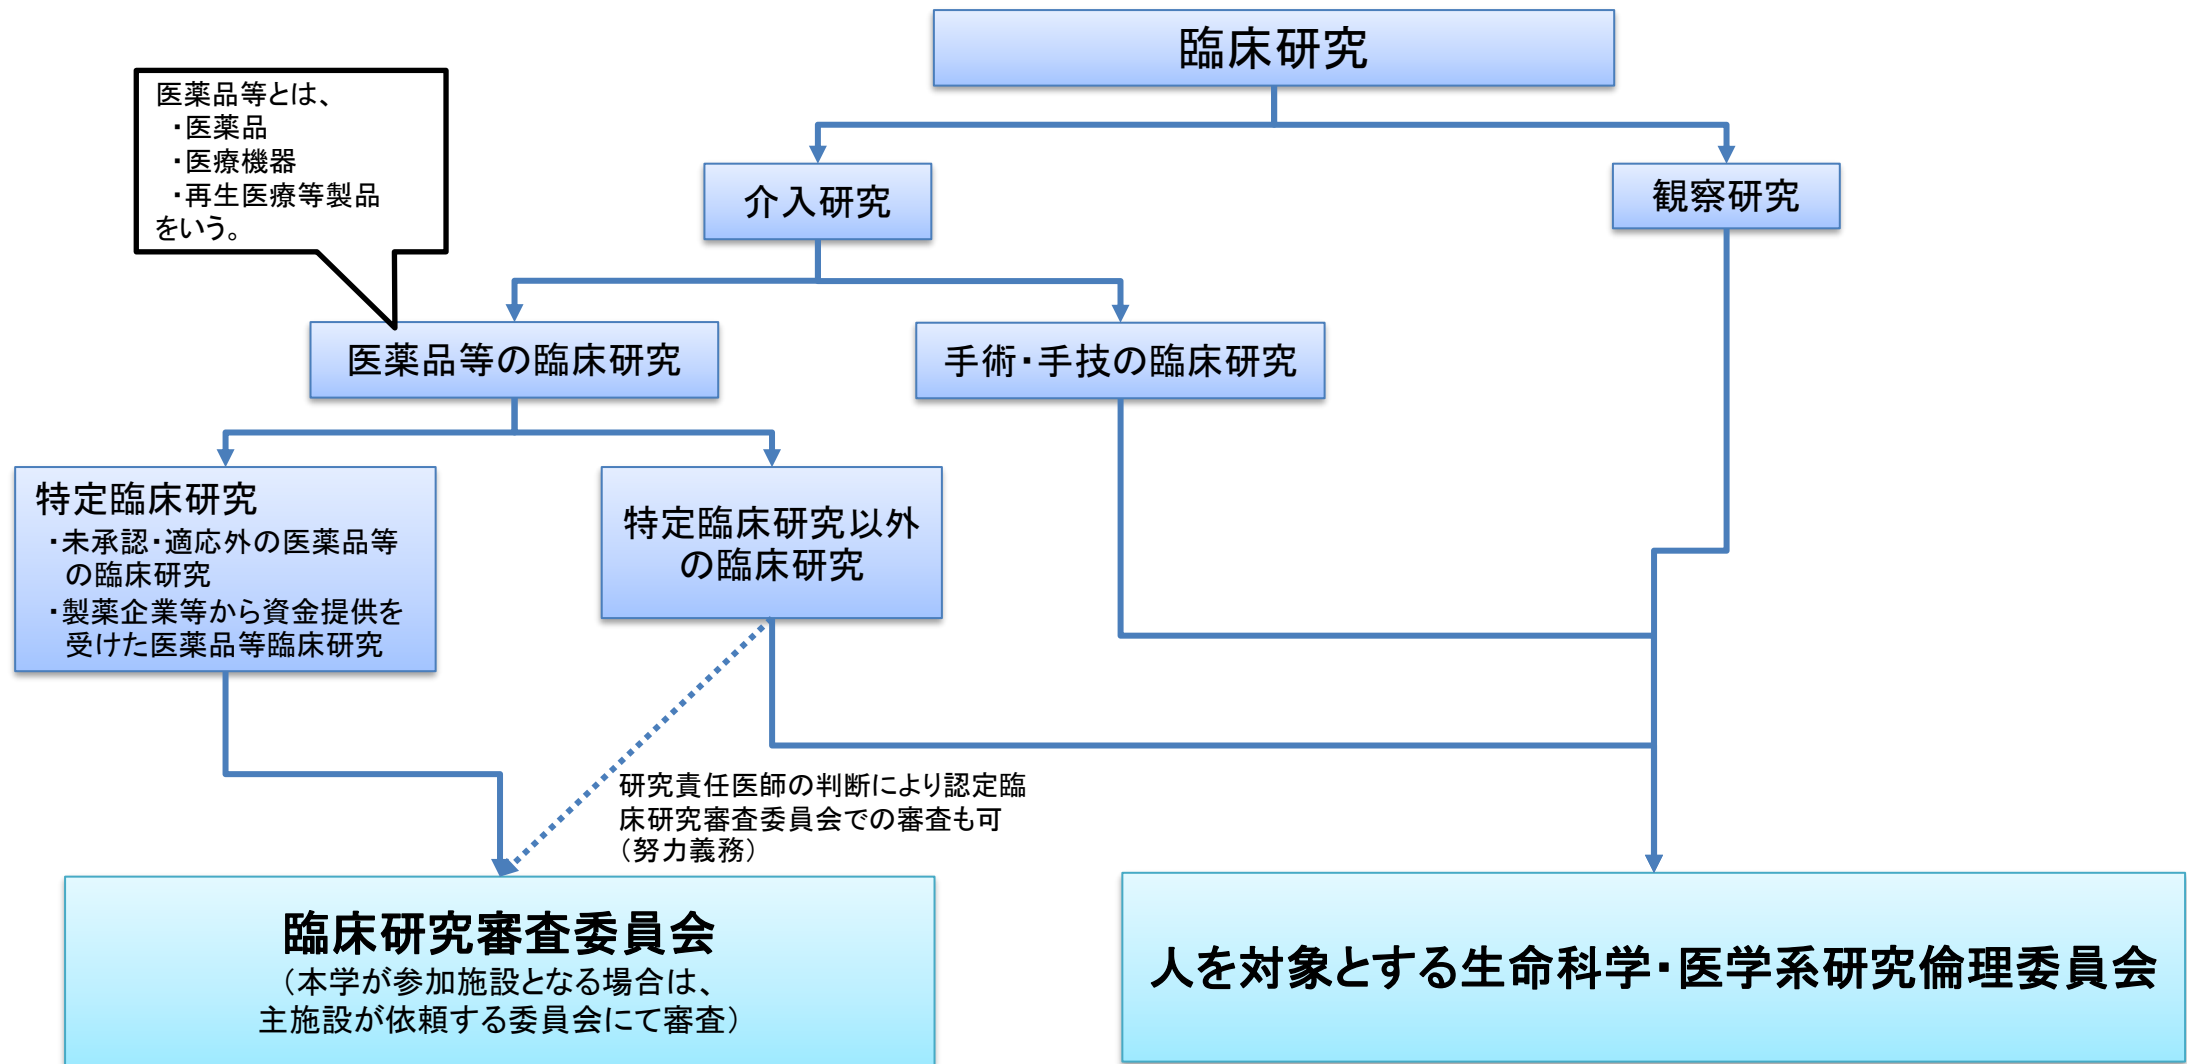 臨床研究
医薬品等とは、
・医薬品
・医療機器
・再生医療等製品
をいう。
介入研究
観察研究
医薬品等の臨床研究
手術・手技の臨床研究
特定臨床研究
・未承認・適応外の医薬品等
の臨床研究
・製薬企業等から資金提供を
受けた医薬品等臨床研究
特定臨床研究以外
の臨床研究
研究責任医師の判断により認定臨
床研究審査委員会での審査も可
（努力義務）
臨床研究審査委員会
（本学が参加施設となる場合は、
主施設が依頼する委員会にて審査）
人を対象とする生命科学・医学系研究倫理委員会